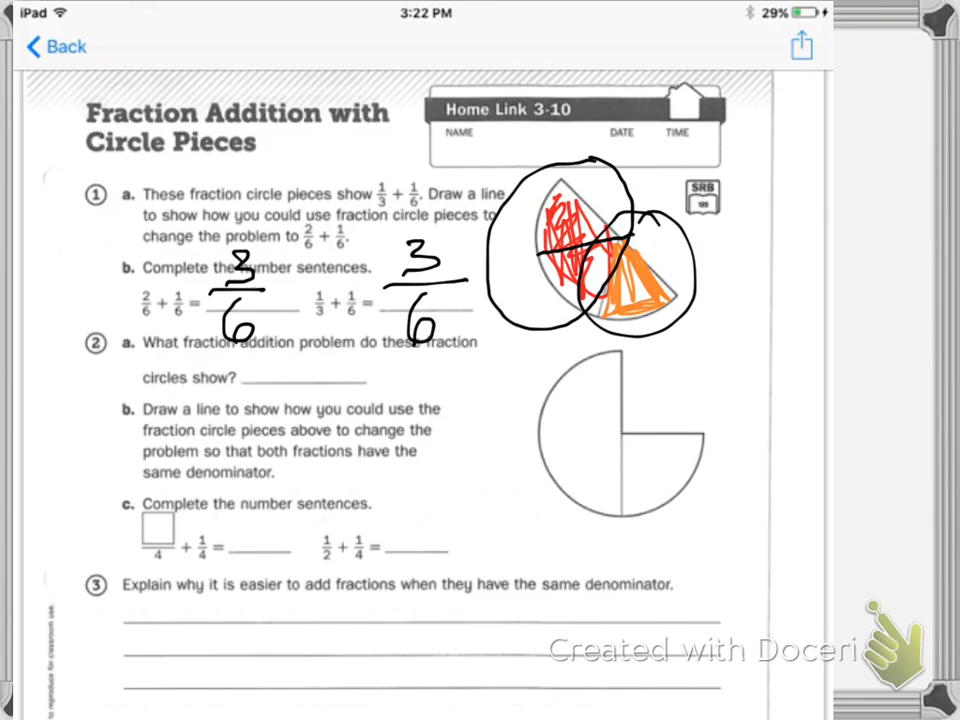 iPad 3:22 PM 29%
Back
Fraction Addition with
Circle Pieces
Home Link 3-10
NAME DATE TIME
SRB
1 a. These fraction circle pieces show 1/3 + 1/6. Draw a line
to show how you could use fraction circle pieces to
change the problem to 2/6 + 1/6.
b. Complete the number sentences.
2/6 + 1/6 = 3/6 1/3 + 1/6 = 3/6
2 a. What fraction addition problem do these fraction
circles show?
b. Draw a line to show how you could use the
fraction circle pieces above to change the
problem so that both fractions have the
same denominator.
c. Complete the number sentences.
/4 + 1/4 = 1/2 + 1/4 =
3 Explain why it is easier to add fractions when they have the same denominator.
to reproduce for classroom use.
Created with Doceri